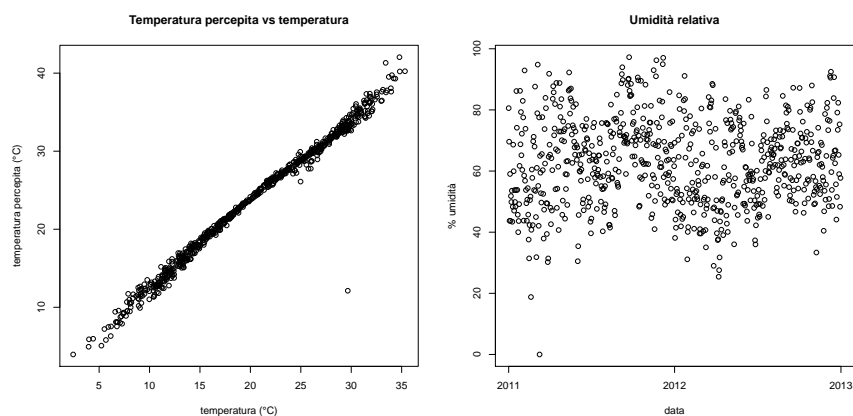 Temperatura percepita vs temperatura
temperatura percepita (°C)
40
30
20
10
5 10 15 20 25 30 35
temperatura (°C)
Umidità relativa
% umidità
100
80
60
40
20
0
2011 2012 2013
data